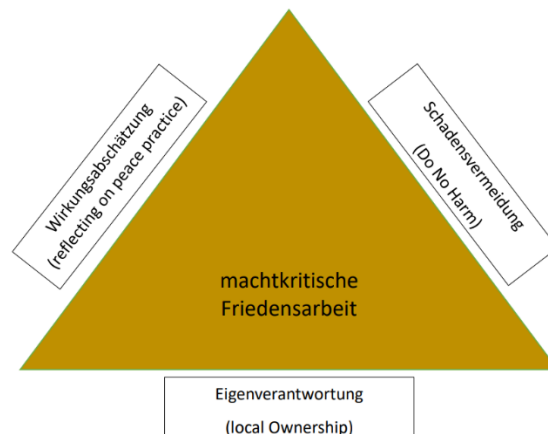 Wirkungsabschätzung
(reflecting on peace practice)
Schadensvermeidung
(Do No Harm)
machtkritische
Friedensarbeit
Eigenverantwortung
(local Ownership)